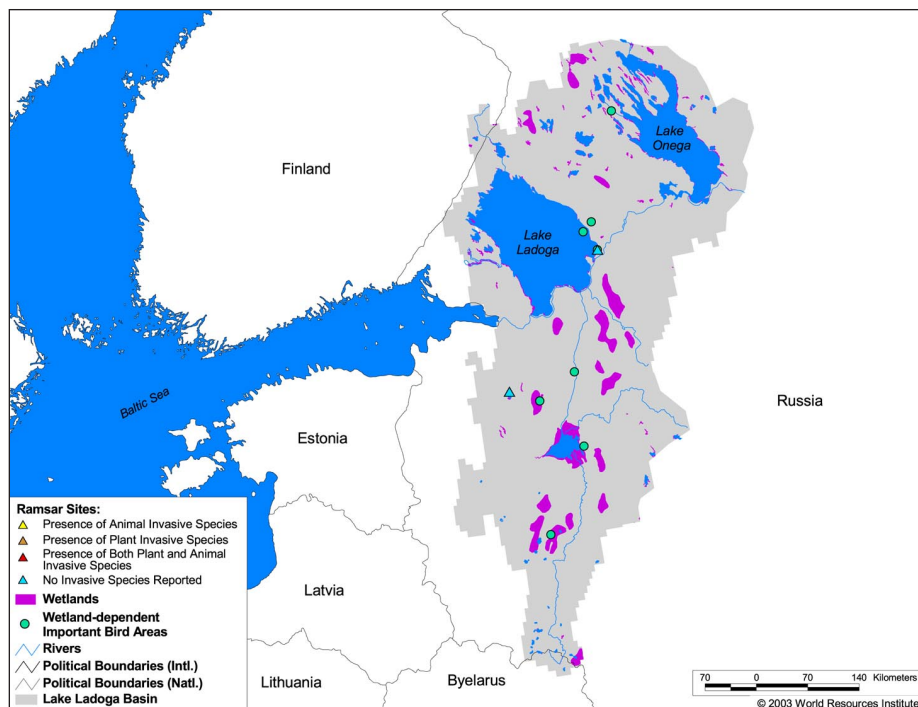 Finland
Lake
Onega
Lake
Ladoga
Baltic Sea
Russia
Estonia
Latvia
Lithuania
Byelarus
Ramsar Sites:
Presence of Animal Invasive Species
Presence of Plant Invasive Species
Presence of Both Plant and Animal
Invasive Species
No Invasive Species Reported
Wetlands
Wetland-dependent
Important Bird Areas
Rivers
Political Boundaries (Intl.)
Political Boundaries (Natl.)
Lake Ladoga Basin
70 0 70 140 Kilometers
© 2003 World Resources Institute